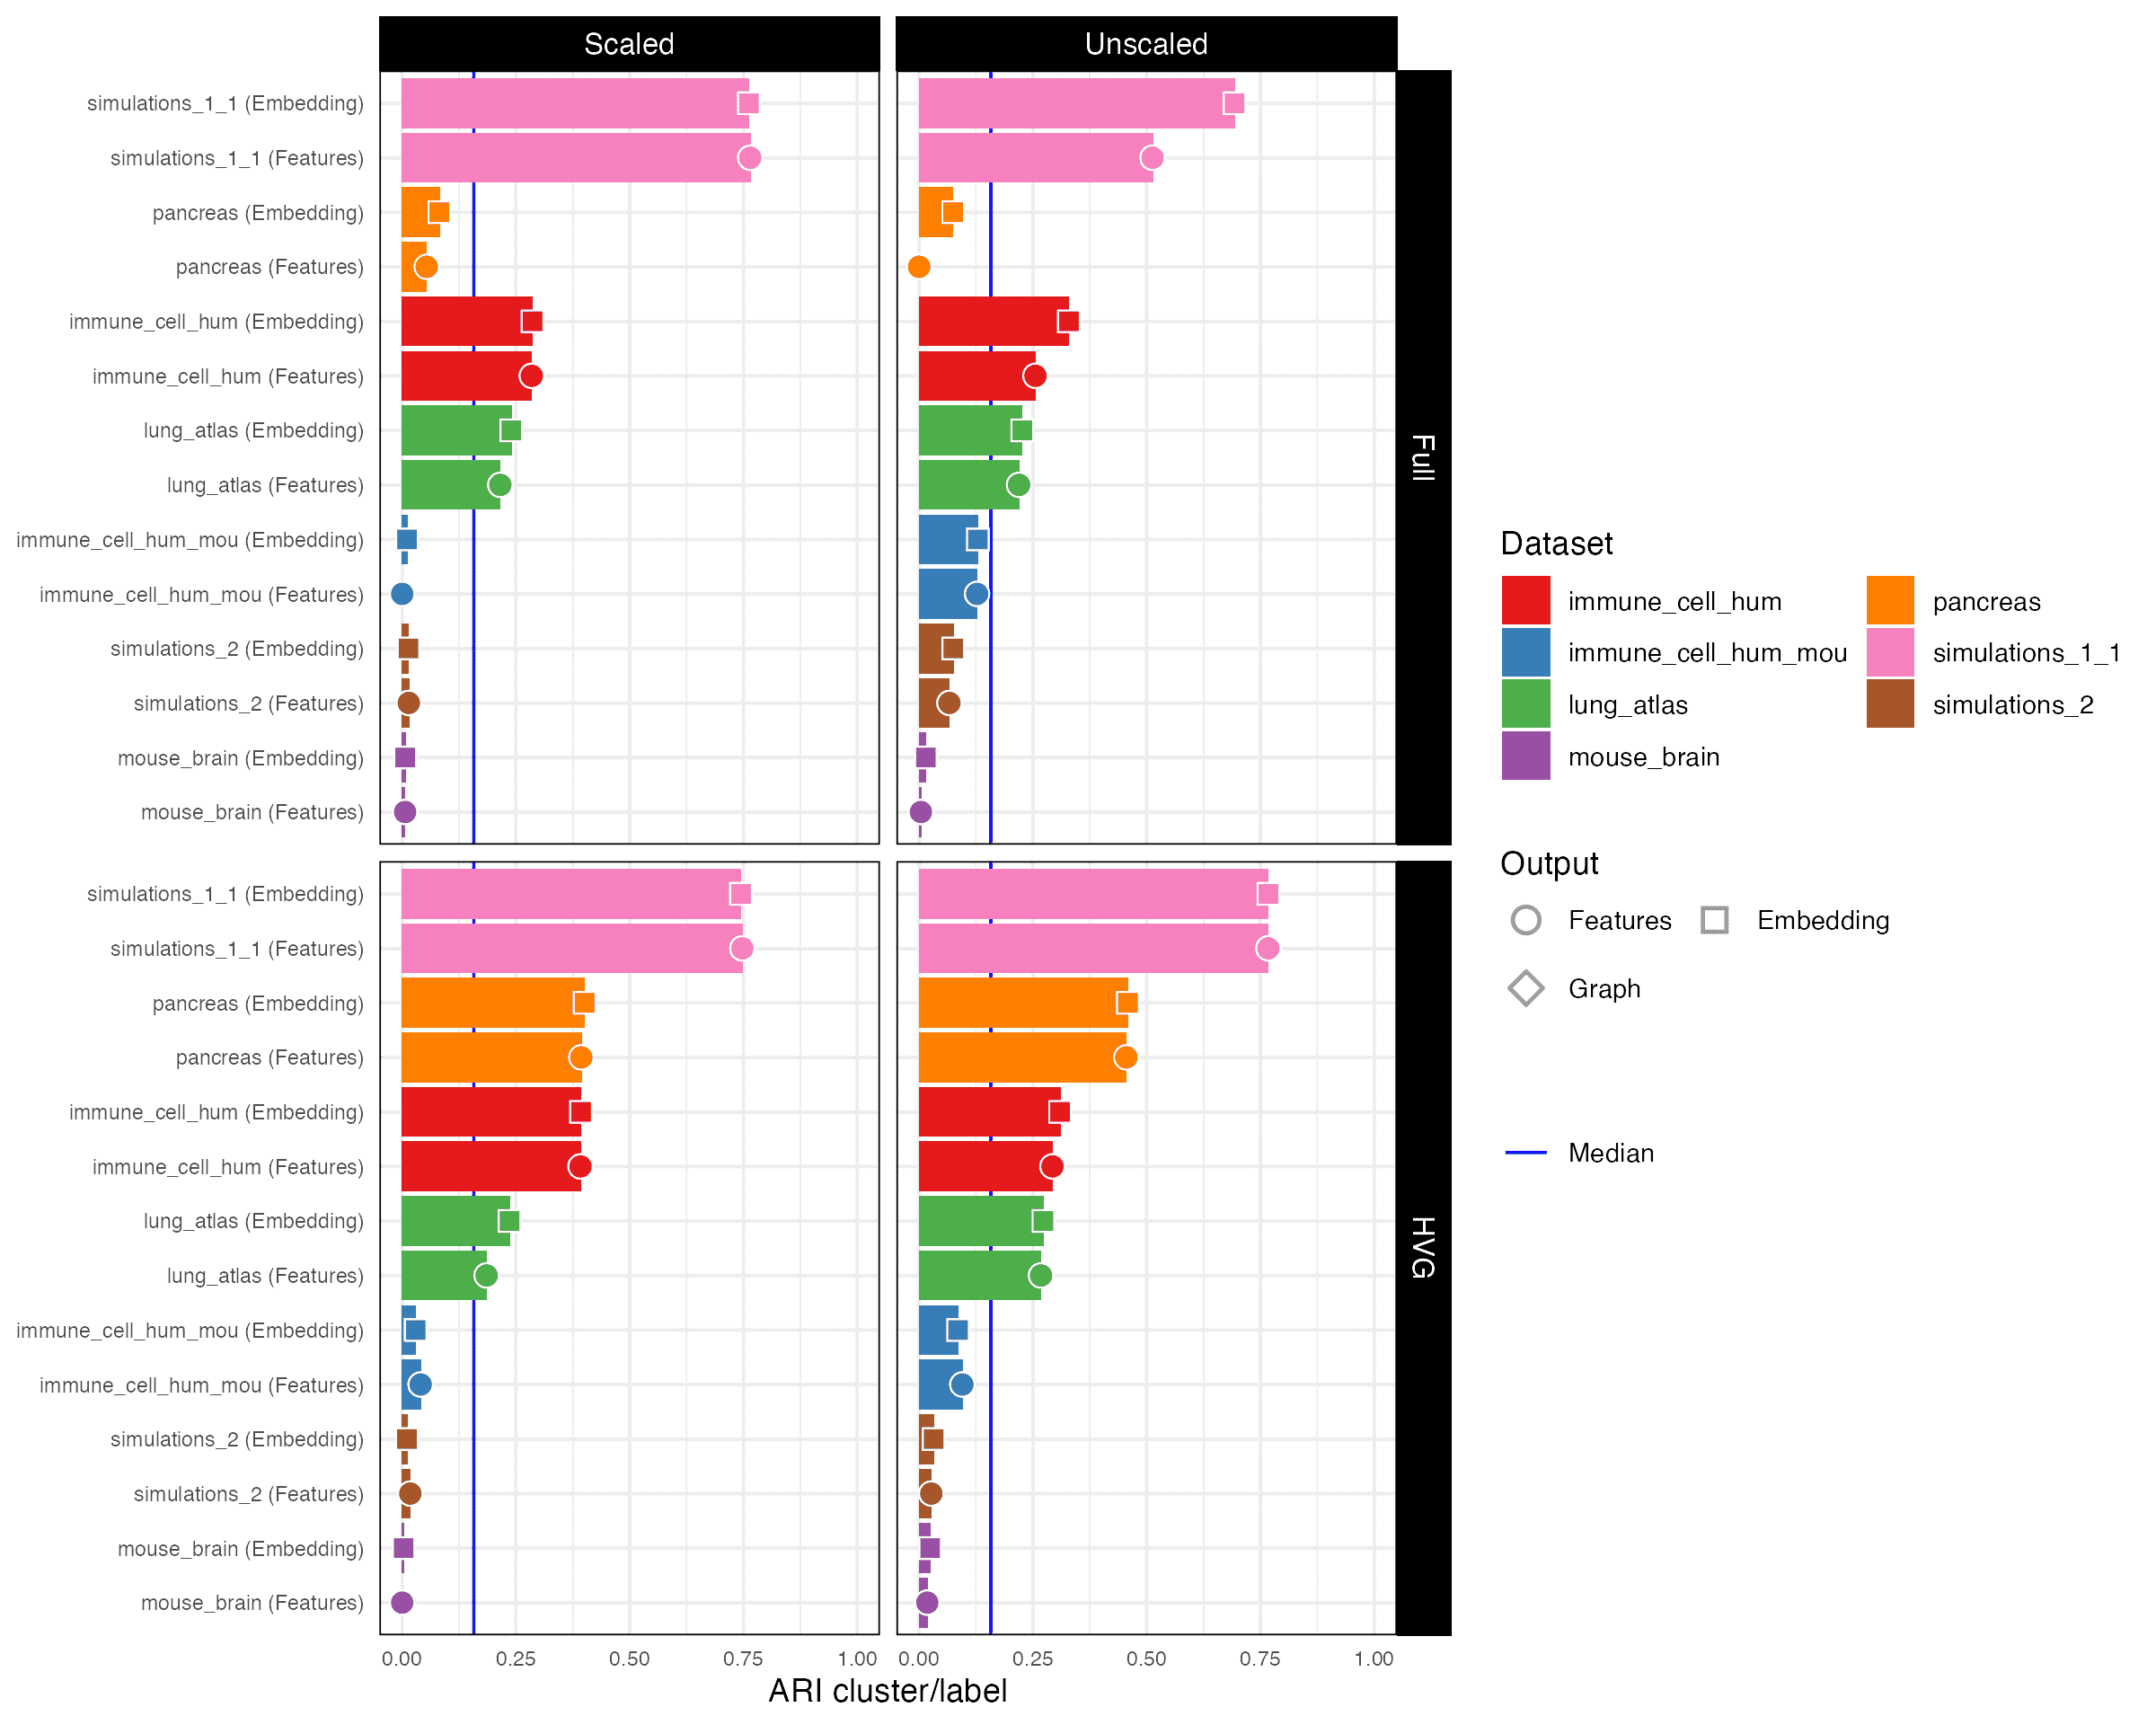 Scaled
Unscaled
simulations_1_1 (Embedding)
simulations_1_1 (Features)
pancreas (Embedding)
pancreas (Features)
immune_cell_hum (Embedding)
immune_cell_hum (Features)
lung_atlas (Embedding)
lung_atlas (Features)
immune_cell_hum_mou (Embedding)
immune_cell_hum_mou (Features)
simulations_2 (Embedding)
simulations_2 (Features)
mouse_brain (Embedding)
mouse_brain (Features)
Full
simulations_1_1 (Embedding)
simulations_1_1 (Features)
pancreas (Embedding)
pancreas (Features)
immune_cell_hum (Embedding)
immune_cell_hum (Features)
lung_atlas (Embedding)
lung_atlas (Features)
immune_cell_hum_mou (Embedding)
immune_cell_hum_mou (Features)
simulations_2 (Embedding)
simulations_2 (Features)
mouse_brain (Embedding)
mouse_brain (Features)
HVG
0.00 0.25 0.50 0.75 1.00
0.00 0.25 0.50 0.75 1.00
ARI cluster/label
Dataset
immune_cell_hum
immune_cell_hum_mou
lung_atlas
mouse_brain
pancreas
simulations_1_1
simulations_2
Output
Features
Embedding
Graph
Median